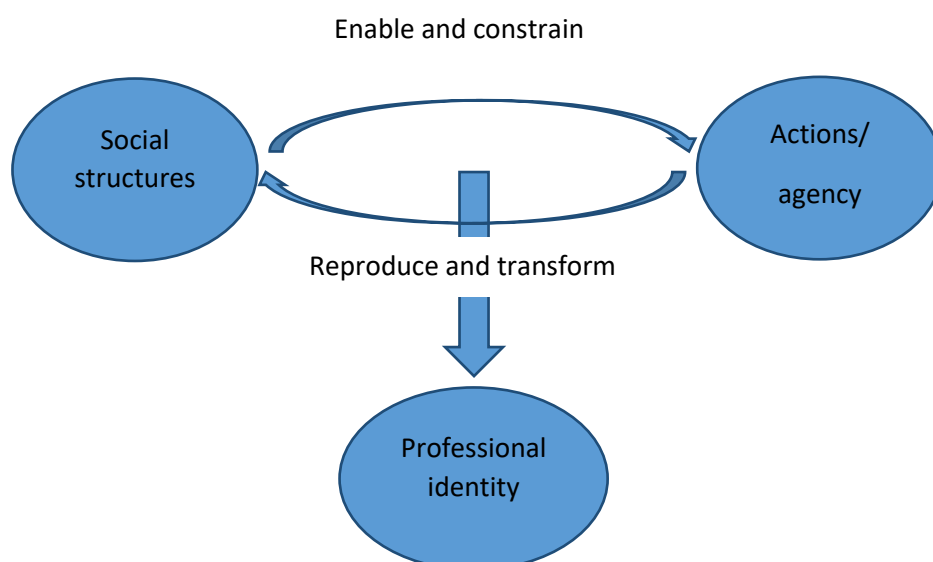 Enable and constrain
Social
structures
Actions/
agency
Reproduce and transform
Professional
identity